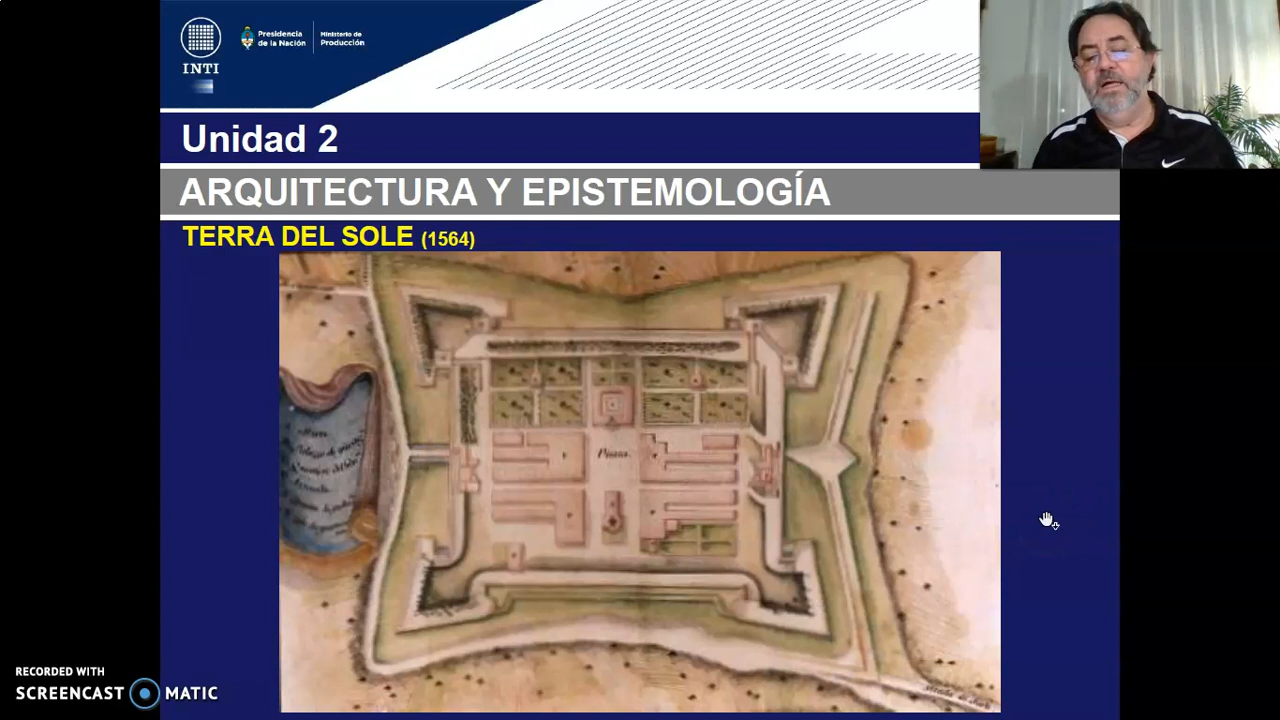 INTI
Presidencia
de la Nación
Ministerio de
Producción
Unidad 2
ARQUITECTURA Y EPISTEMOLOGÍA
TERRA DEL SOLE (1564)
RECORDED WITH
SCREENCAST MATIC